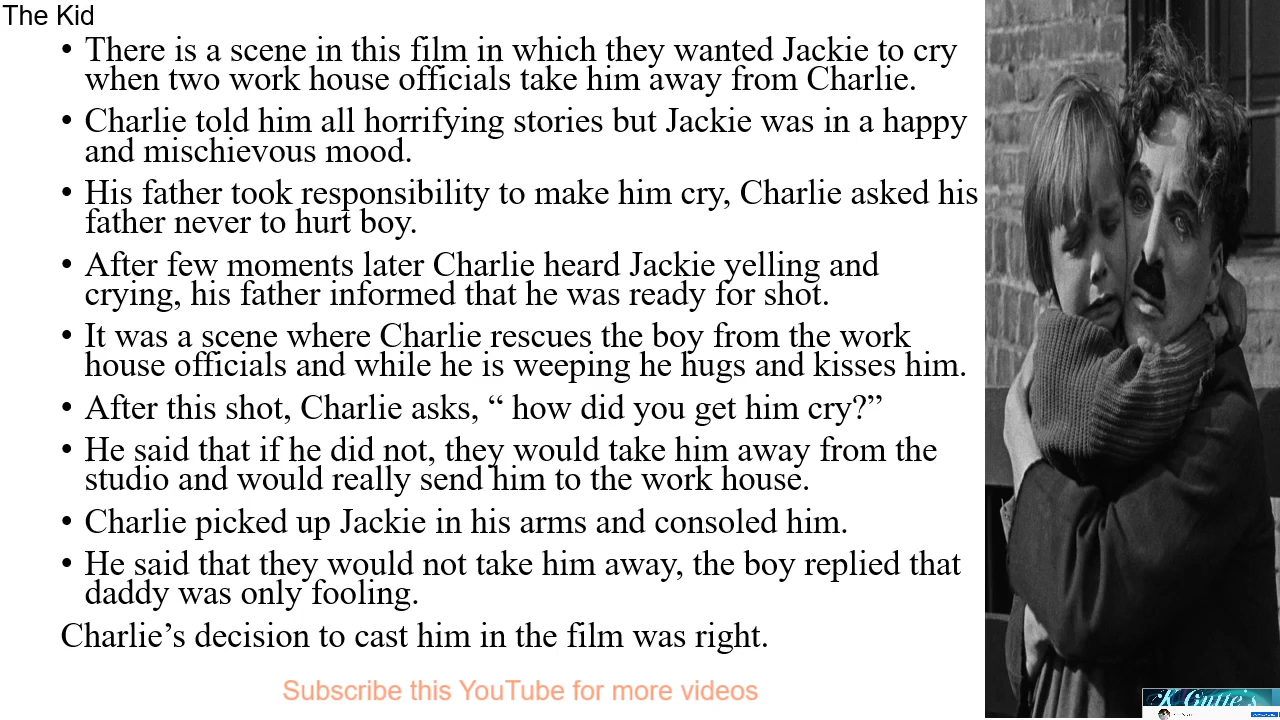 The Kid
• There is a scene in this film in which they wanted Jackie to cry
when two work house officials take him away from Charlie.
• Charlie told him all horrifying stories but Jackie was in a happy
and mischievous mood.
• His father took responsibility to make him cry, Charlie asked his
father never to hurt boy.
• After few moments later Charlie heard Jackie yelling and
crying, his father informed that he was ready for shot.
• It was a scene where Charlie rescues the boy from the work
house officials and while he is weeping he hugs and kisses him.
• After this shot, Charlie asks, “ how did you get him cry?”
• He said that if he did not, they would take him away from the
studio and would really send him to the work house.
• Charlie picked up Jackie in his arms and consoled him.
• He said that they would not take him away, the boy replied that
daddy was only fooling.
Charlie’s decision to cast him in the film was right.
Subscribe this YouTube for more videos